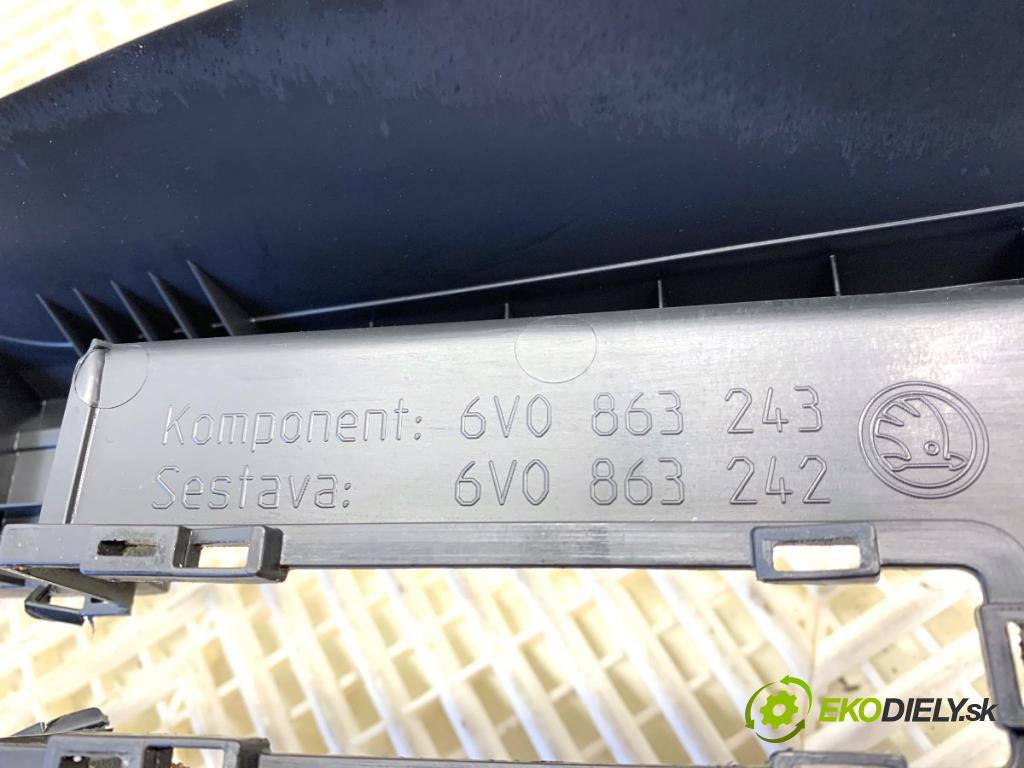 Komponent: 6V0 863 243
Sestava: 6V0 863 242
EKODIELY.sk